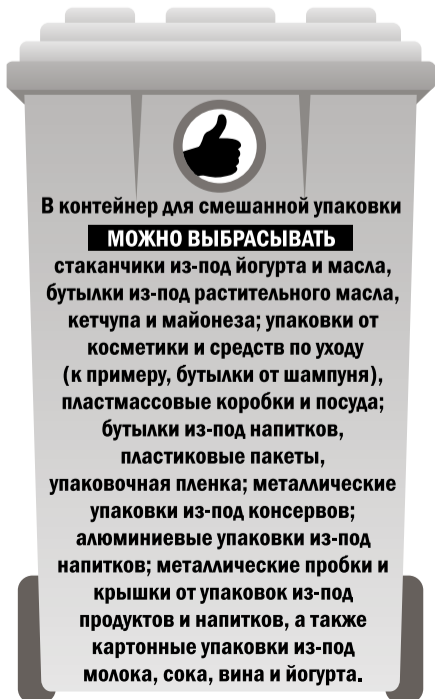 В контейнер для смешанной упаковки
МОЖНО ВЫБРАСЫВАТЬ
стаканчики из-под йогурта и масла,
бутылки из-под растительного масла,
кетчупа и майонеза; упаковки от
косметики и средств по уходу
(к примеру, бутылки от шампуня),
пластмассовые коробки и посуда;
бутылки из-под напитков,
пластиковые пакеты,
упаковочная пленка; металлические
упаковки из-под консервов;
алюминиевые упаковки из-под
напитков; металлические пробки и
крышки от упаковок из-под
продуктов и напитков, а также
картонные упаковки из-под
молока, сока, вина и йогурта.